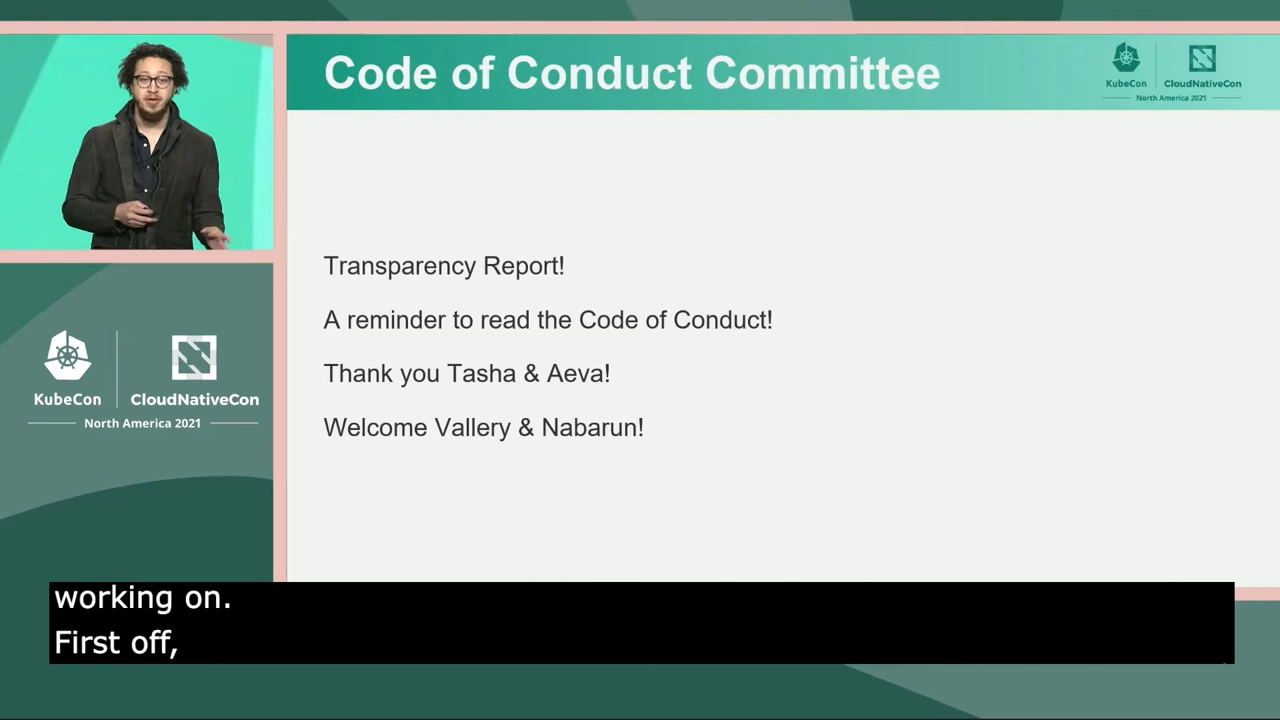 Code of Conduct Committee
KubeCon
CloudNativeCon
North America 2021
Transparency Report!
A reminder to read the Code of Conduct!
Thank you Tasha & Aeva!
Welcome Vallery & Nabarun!
KubeCon
CloudNativeCon
North America 2021
working on.
First off,